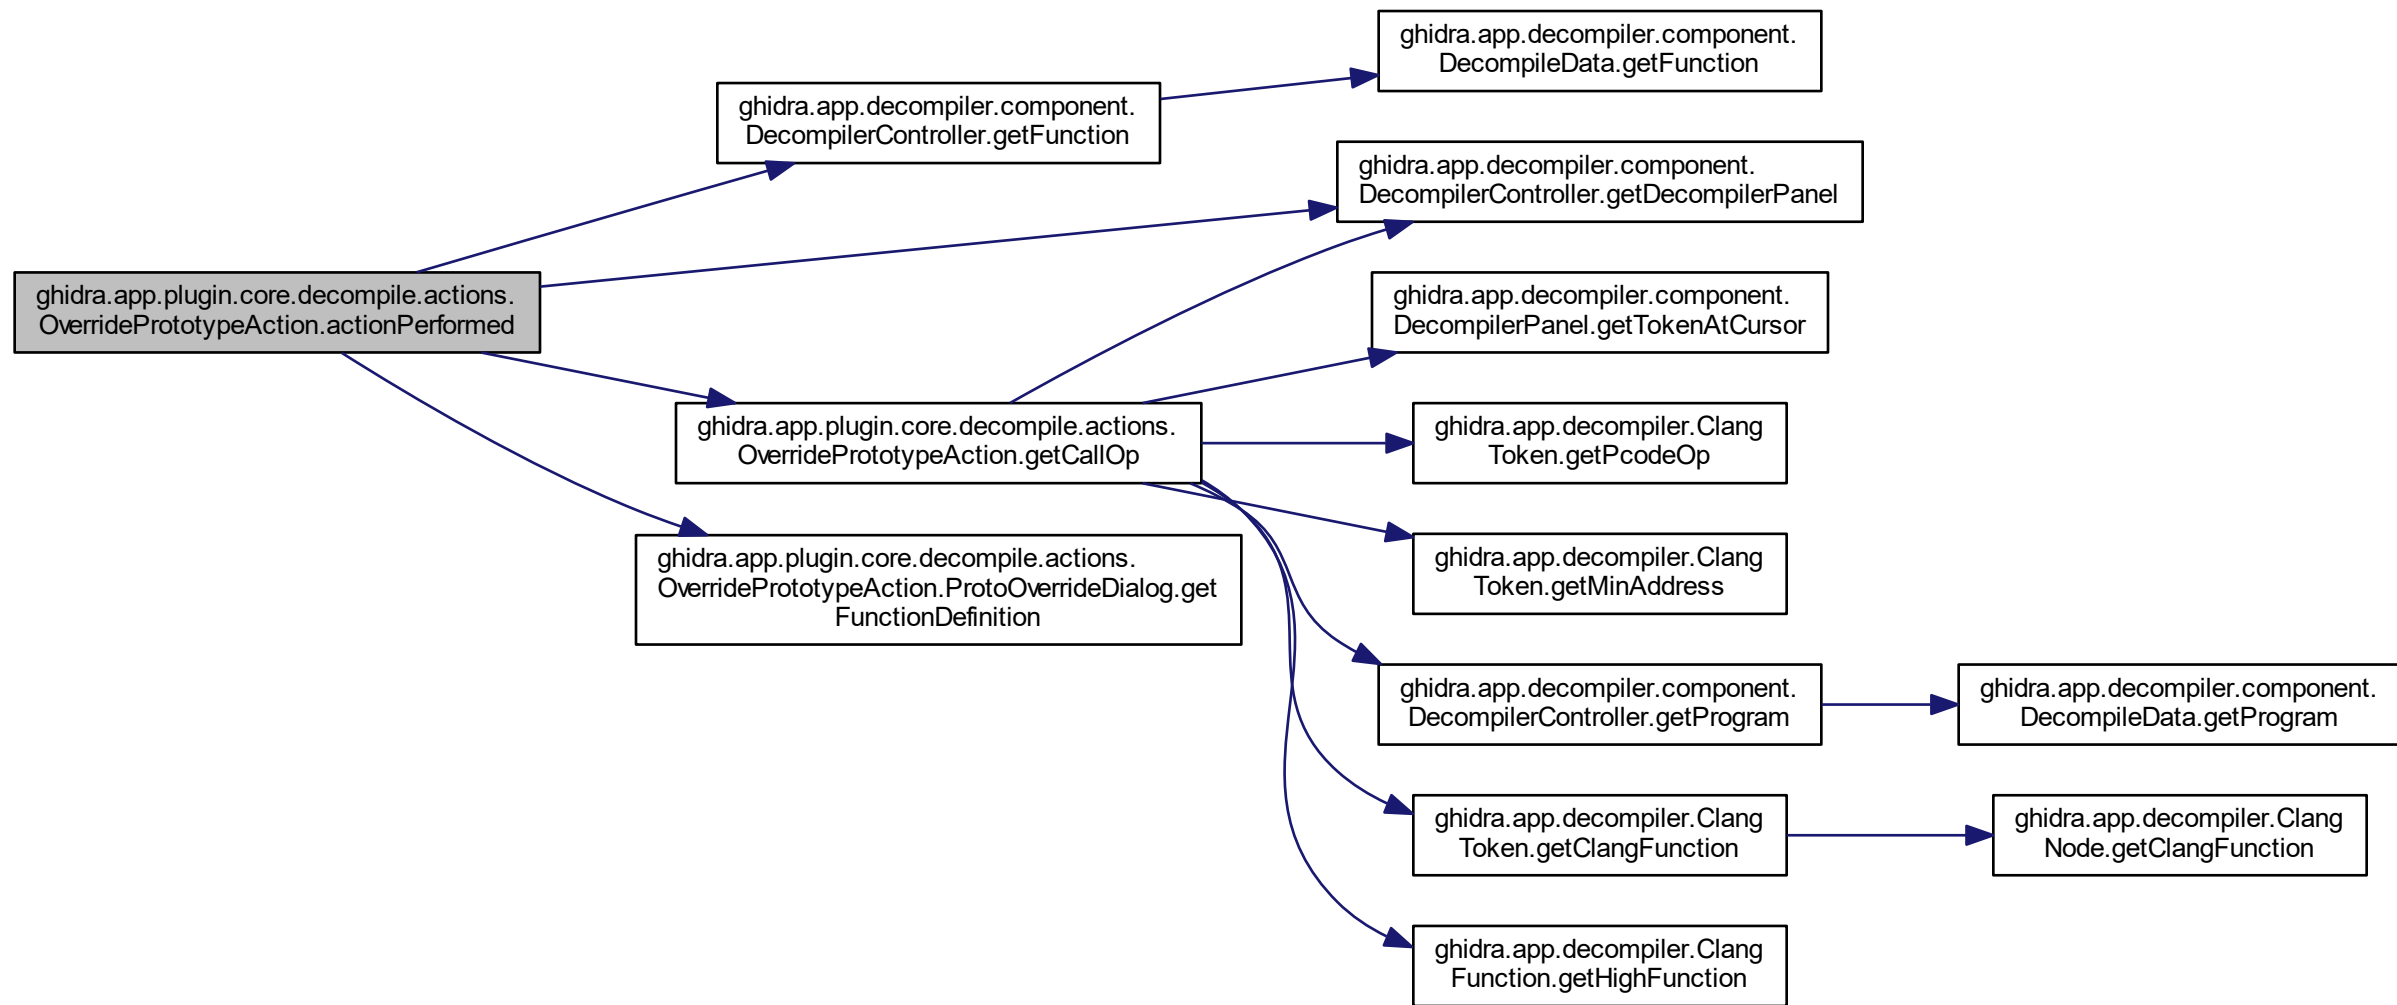 ghidra.app.decompiler.component.
DecompileData.getFunction
ghidra.app.decompiler.component.
DecompilerController.getFunction
ghidra.app.decompiler.component.
DecompilerController.getDecompilerPanel
ghidra.app.plugin.core.decompile.actions.
OverridePrototypeAction.actionPerformed
ghidra.app.decompiler.component.
DecompilerPanel.getTokenAtCursor
ghidra.app.plugin.core.decompile.actions.
OverridePrototypeAction.getCallOp
ghidra.app.decompiler.Clang
Token.getPcodeOp
ghidra.app.plugin.core.decompile.actions.
OverridePrototypeAction.ProtoOverrideDialog.get
FunctionDefinition
ghidra.app.decompiler.Clang
Token.getMinAddress
ghidra.app.decompiler.component.
DecompilerController.getProgram
ghidra.app.decompiler.component.
DecompileData.getProgram
ghidra.app.decompiler.Clang
Token.getClangFunction
ghidra.app.decompiler.Clang
Node.getClangFunction
ghidra.app.decompiler.Clang
Function.getHighFunction